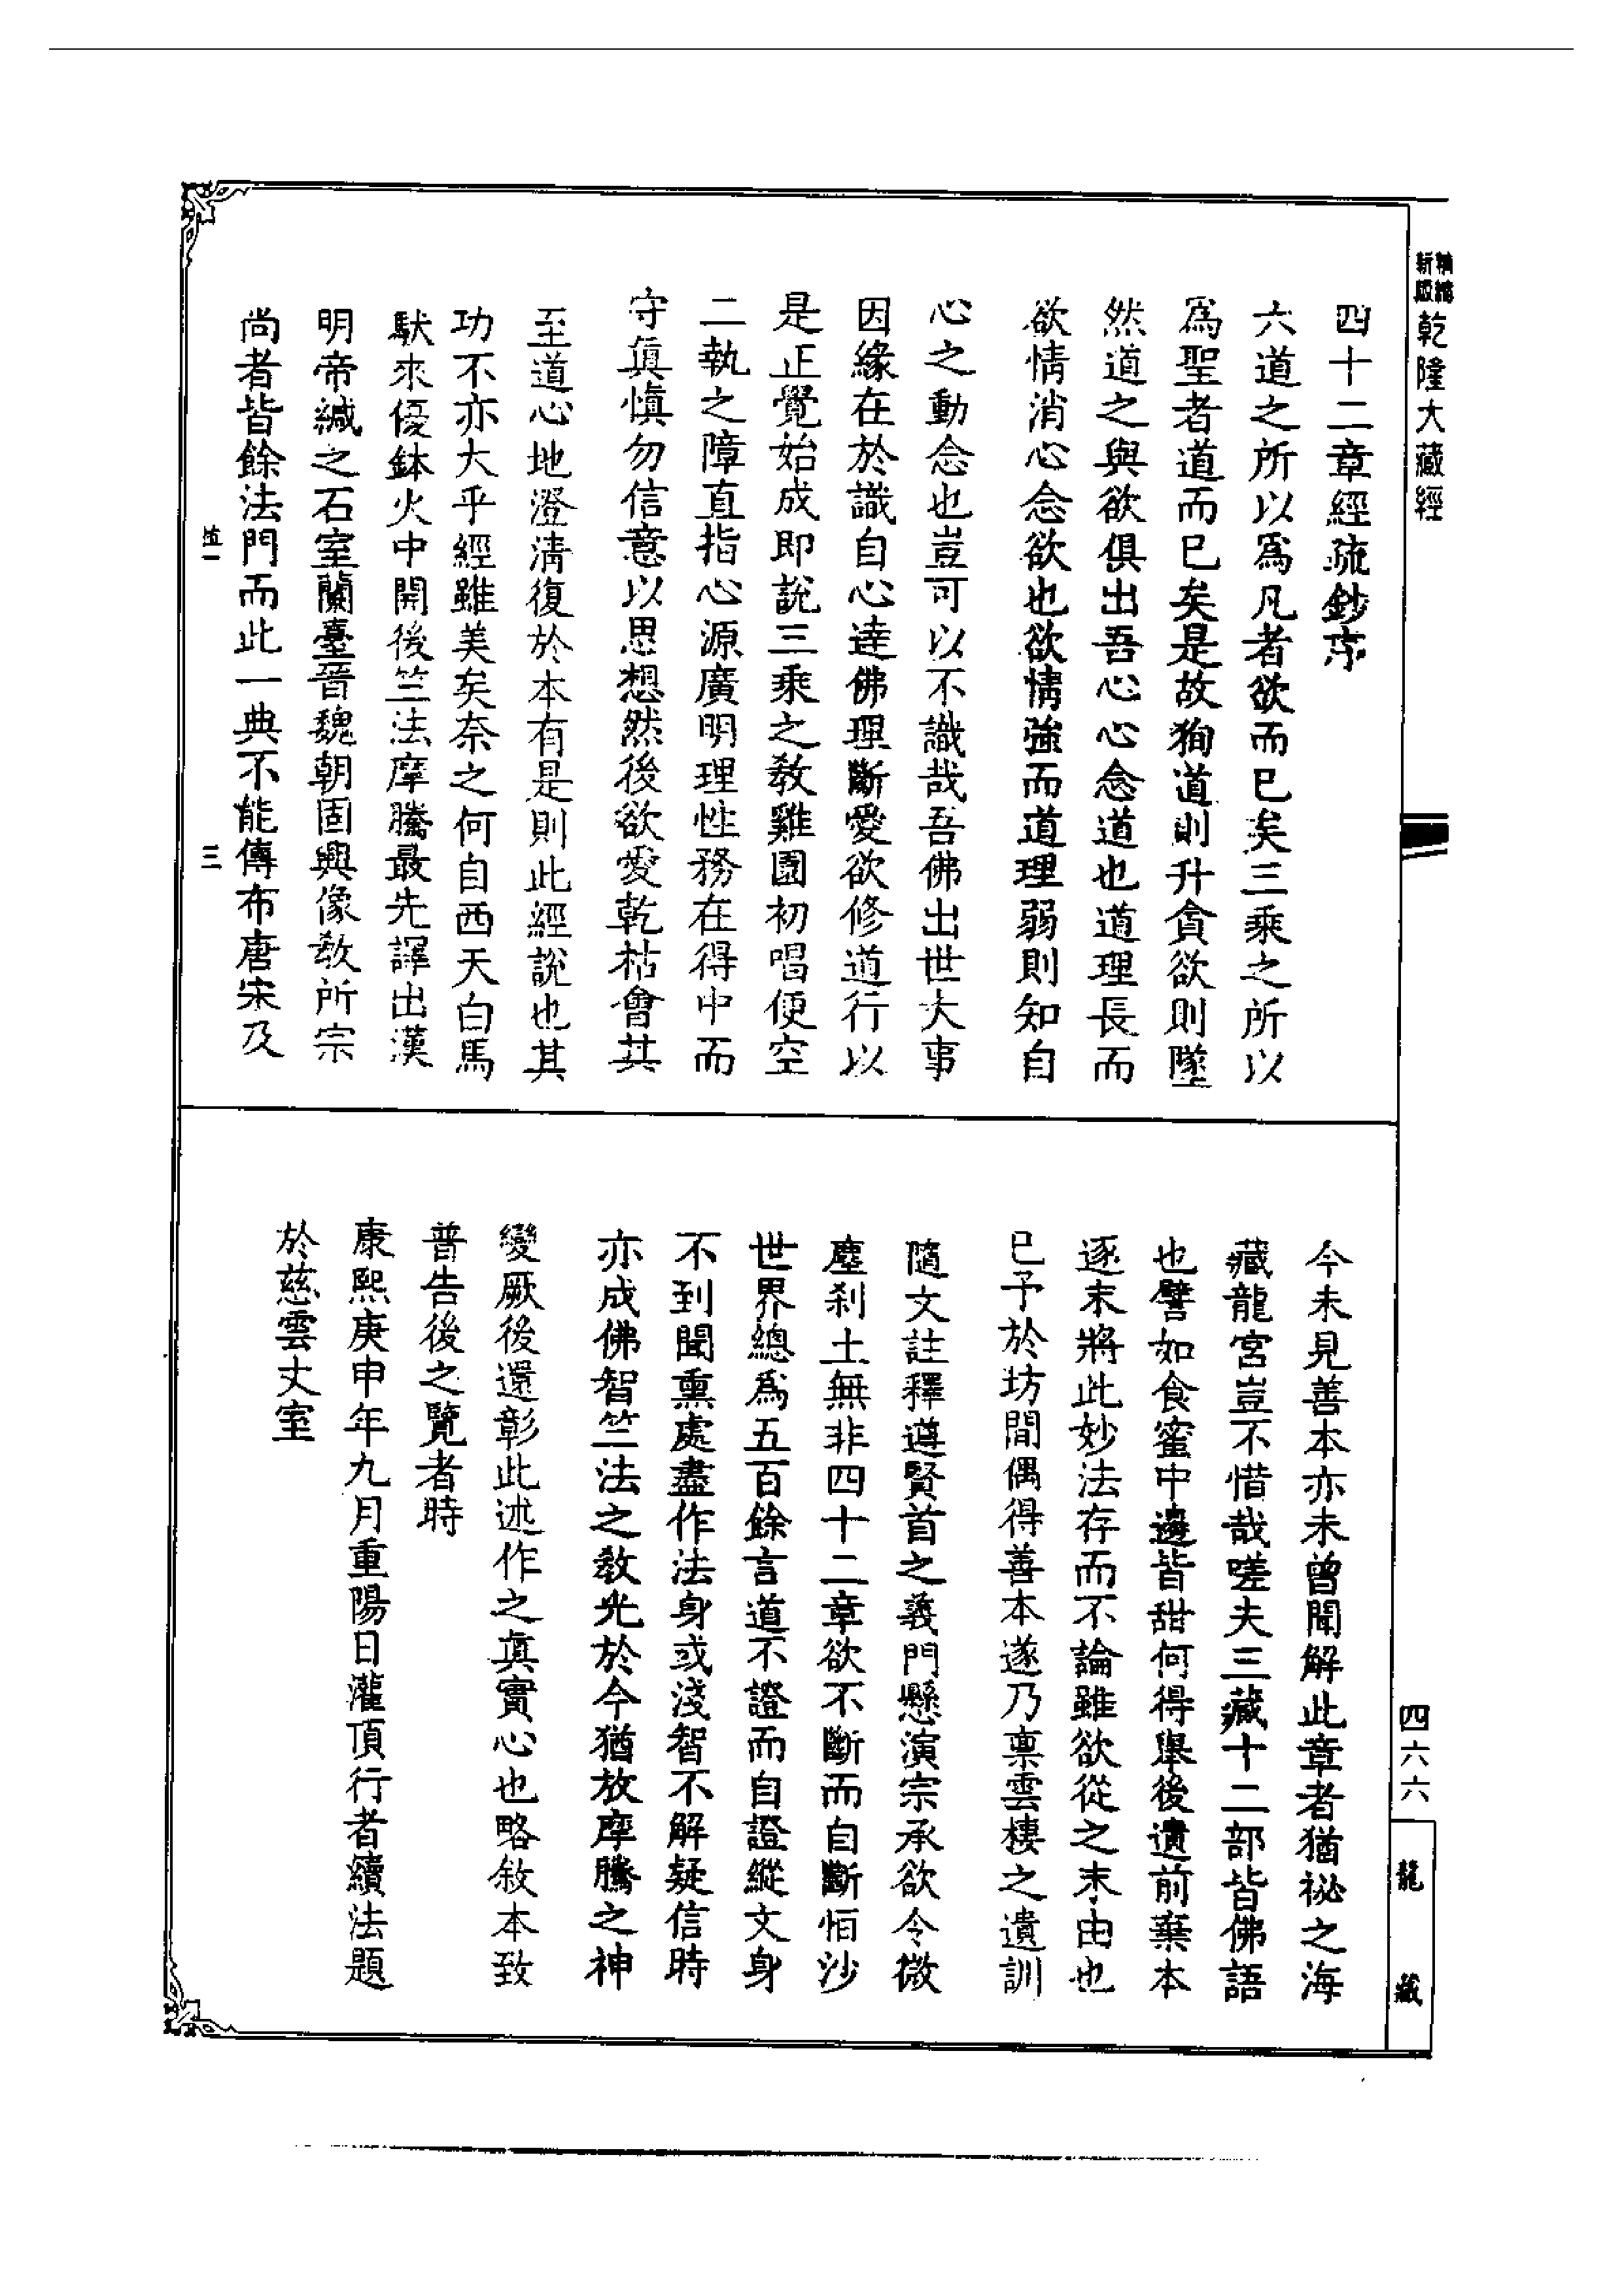 精縮新版乾隆大藏經
四十二章經疏鈔序
六道之所以爲凡者欲而已矣三乘之所以
爲聖者道而已矣是故狥道則升貪欲則墜
然道之與欲俱出吾心心念道也道理長而
欲情消心念欲也欲情強而道理弱則知自
心之動念也豈可以不識哉吾佛出世大事
因緣在於識自心達佛理斷愛欲修道行以
是正覺始成即說三乘之教雞園初唱便空
二執之障直指心源廣明理性務在得中而
守眞愼勿信意以思想然後欲愛乾枯會其
至道心地澄清復於本有是則此經說也其
功不亦大乎經雖美矣奈之何自西天白馬
馱來優鉢火中開後竺法摩騰最先譯出漢
明帝緘之石室蘭臺晉魏朝固興像教所宗
尚者皆餘法門而此一典不能傳布唐宋及
三
今未見善本亦未曾聞解此章者猶祕之海
藏龍宮豈不惜哉嗟夫三藏十二部皆佛語
也譬如食蜜中邊皆甜何得舉後遺前棄本
逐末將此妙法存而不論雖欲從之末由也
已予於坊間偶得善本遂乃禀雲棲之遺訓
隨文註釋遵賢首之義門懸演宗承欲令微
塵刹土無非四十二章欲不斷而自斷恒沙
世界總爲五百餘言道不證而自證縱文身
不到聞熏處盡作法身或淺智不解疑信時
亦成佛智竺法之教光於今猶放摩騰之神
變厥後還彰此述作之眞實心也略敘本致
普告後之覽者時
康熙庚申年九月重陽日灌頂行者續法題
於慈雲丈室
四六六
龍藏